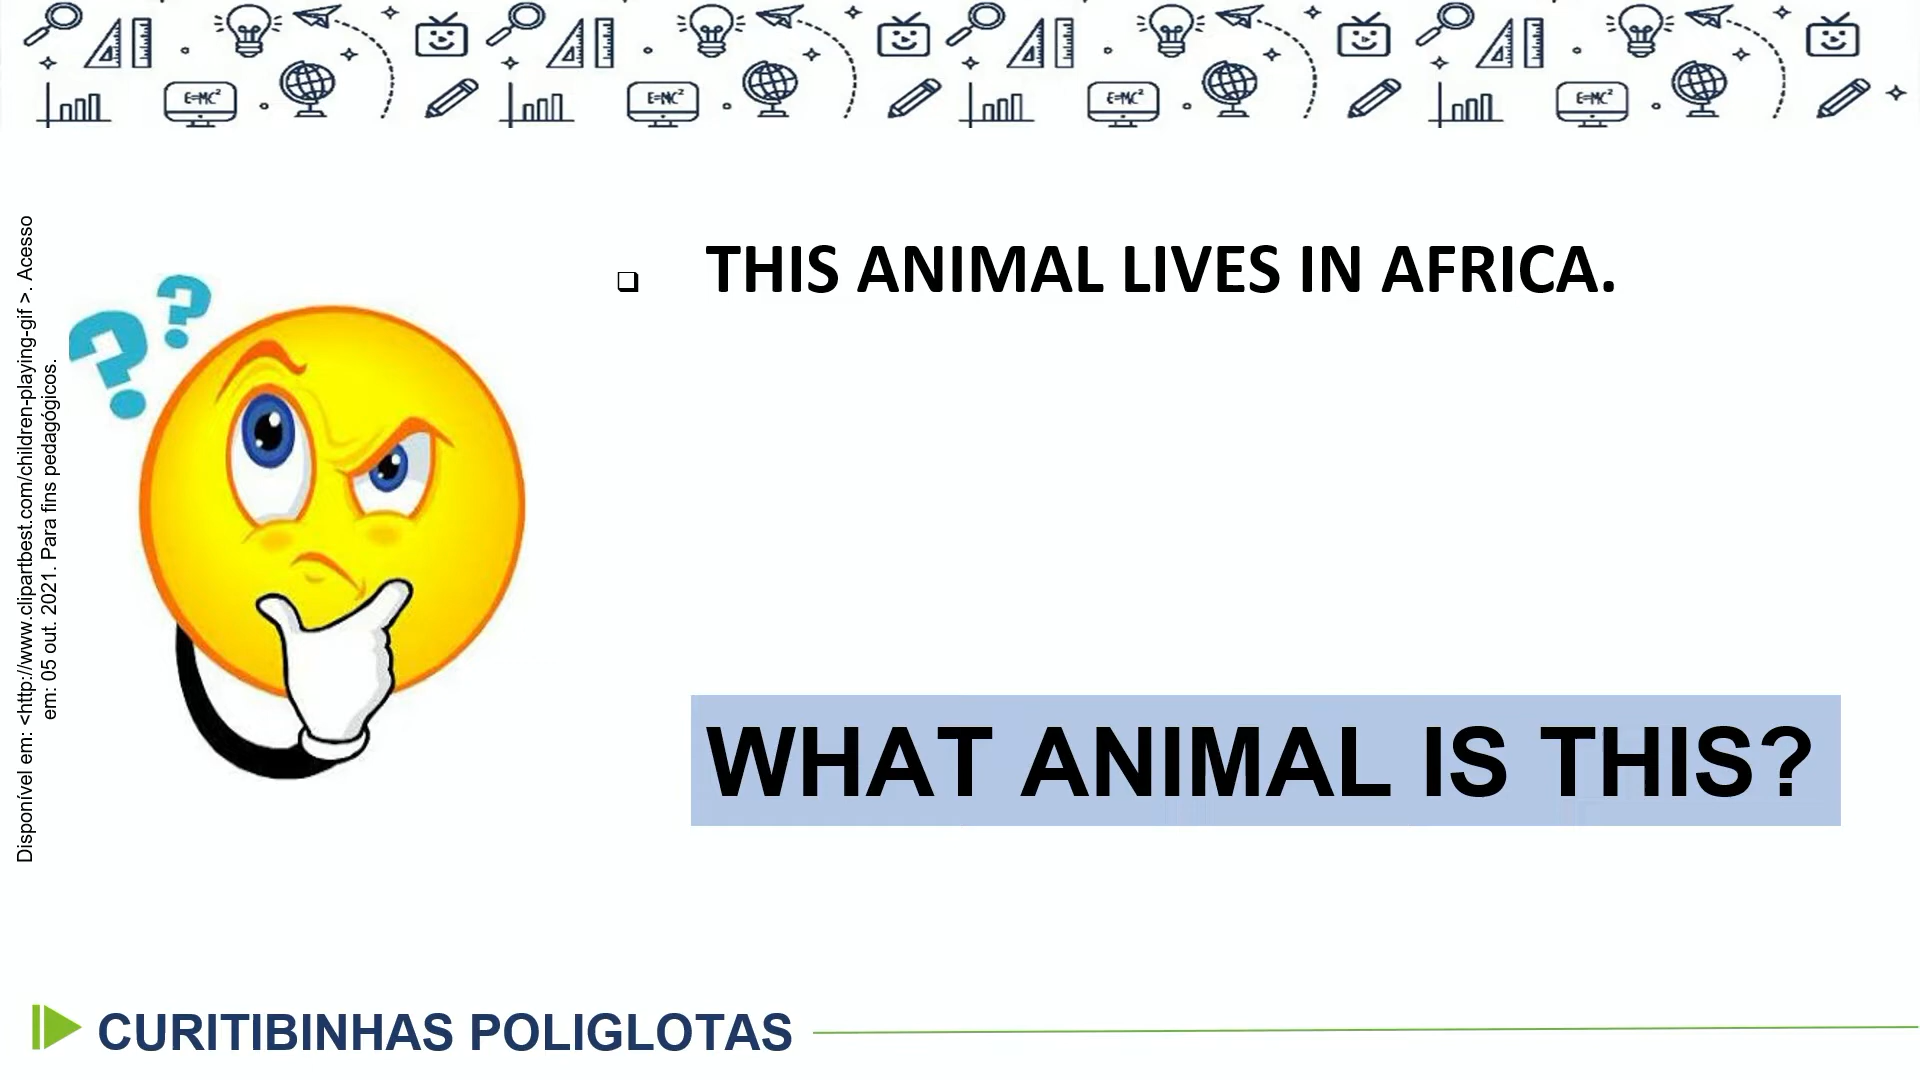 E=MC²
E=MC²
E=MC²
E=MC²
Disponível em: <http://www.clipartbest.com/children-playing-gif >. Acesso
em: 05 out. 2021. Para fins pedagógicos.
THIS ANIMAL LIVES IN AFRICA.
WHAT ANIMAL IS THIS?
CURITIBINHAS POLIGLOTAS